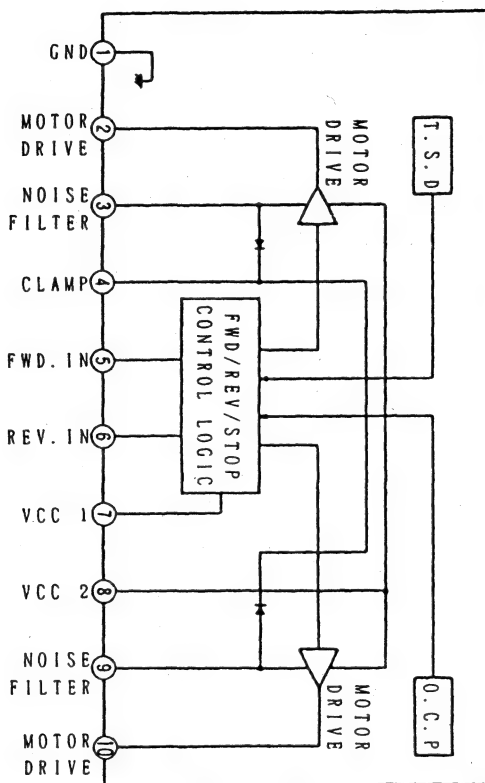 GND 1
MOTOR
DRIVE 2
NOISE
FILTER 3
CLAMP 4
FWD. IN 5
REV. IN 6
VCC 1 7
VCC 2 8
NOISE
FILTER 9
MOTOR
DRIVE 10
MOTOR
DRIVE
T.S.D
FWD/REV/STOP
CONTROL LOGIC
MOTOR
DRIVE
O.C.P